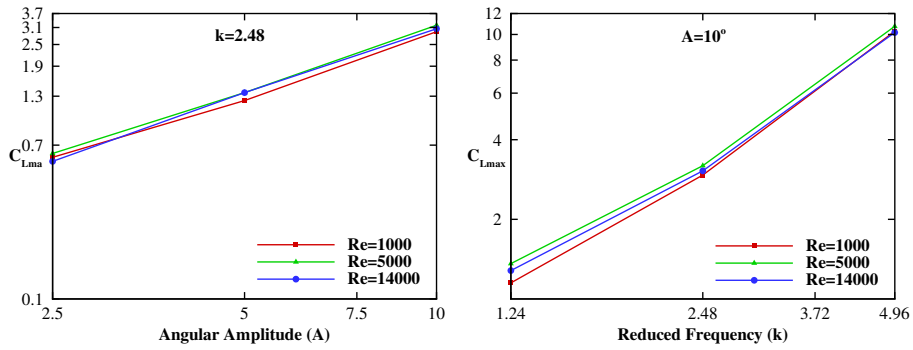 3.7
3.1
2.5
1.9
1.3
0.7
0.1
C_Lma
k=2.48
Re=1000
Re=5000
Re=14000
2.5 5 7.5 10
Angular Amplitude (A)
12
10
8
6
4
2
C_Lmax
A=10°
Re=1000
Re=5000
Re=14000
1.24 2.48 3.72 4.96
Reduced Frequency (k)